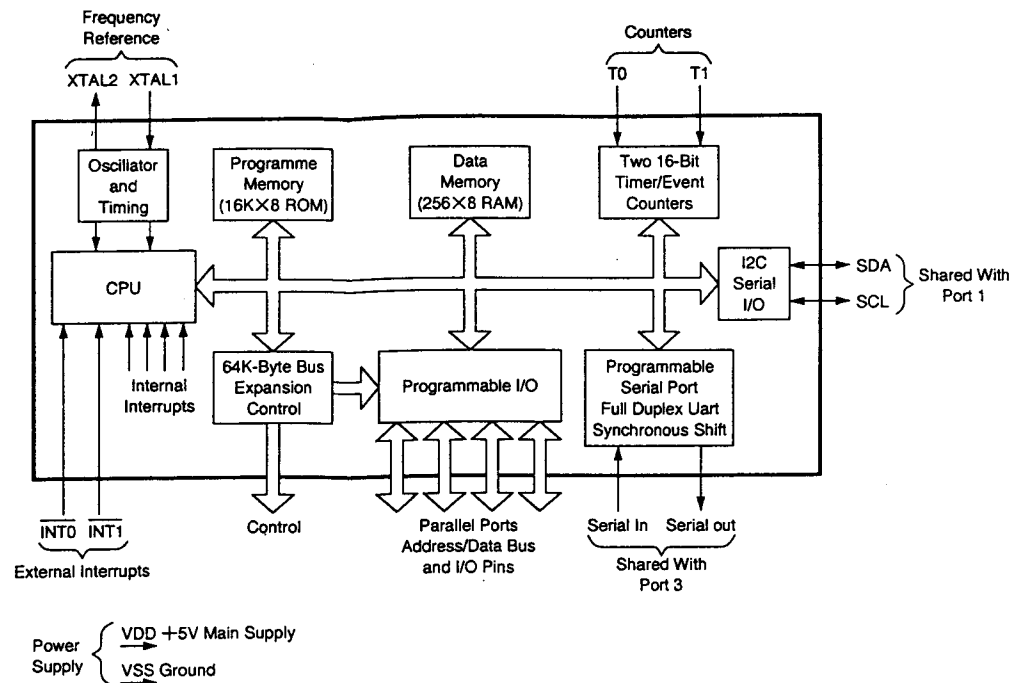 Frequency
Reference
XTAL2 XTAL1
Counters
T0 T1
Oscillator
and
Timing
Programme
Memory
(16K×8 ROM)
Data
Memory
(256×8 RAM)
Two 16-Bit
Timer/Event
Counters
CPU
I2C
Serial
I/O
SDA
SCL
Shared With
Port 1
Internal
Interrupts
64K-Byte Bus
Expansion
Control
Programmable I/O
Programmable
Serial Port
Full Duplex Uart
Synchronous Shift
INT0 INT1
External Interrupts
Control
Parallel Ports
Address/Data Bus
and I/O Pins
Serial In Serial out
Shared With
Port 3
Power
Supply
VDD +5V Main Supply
VSS Ground